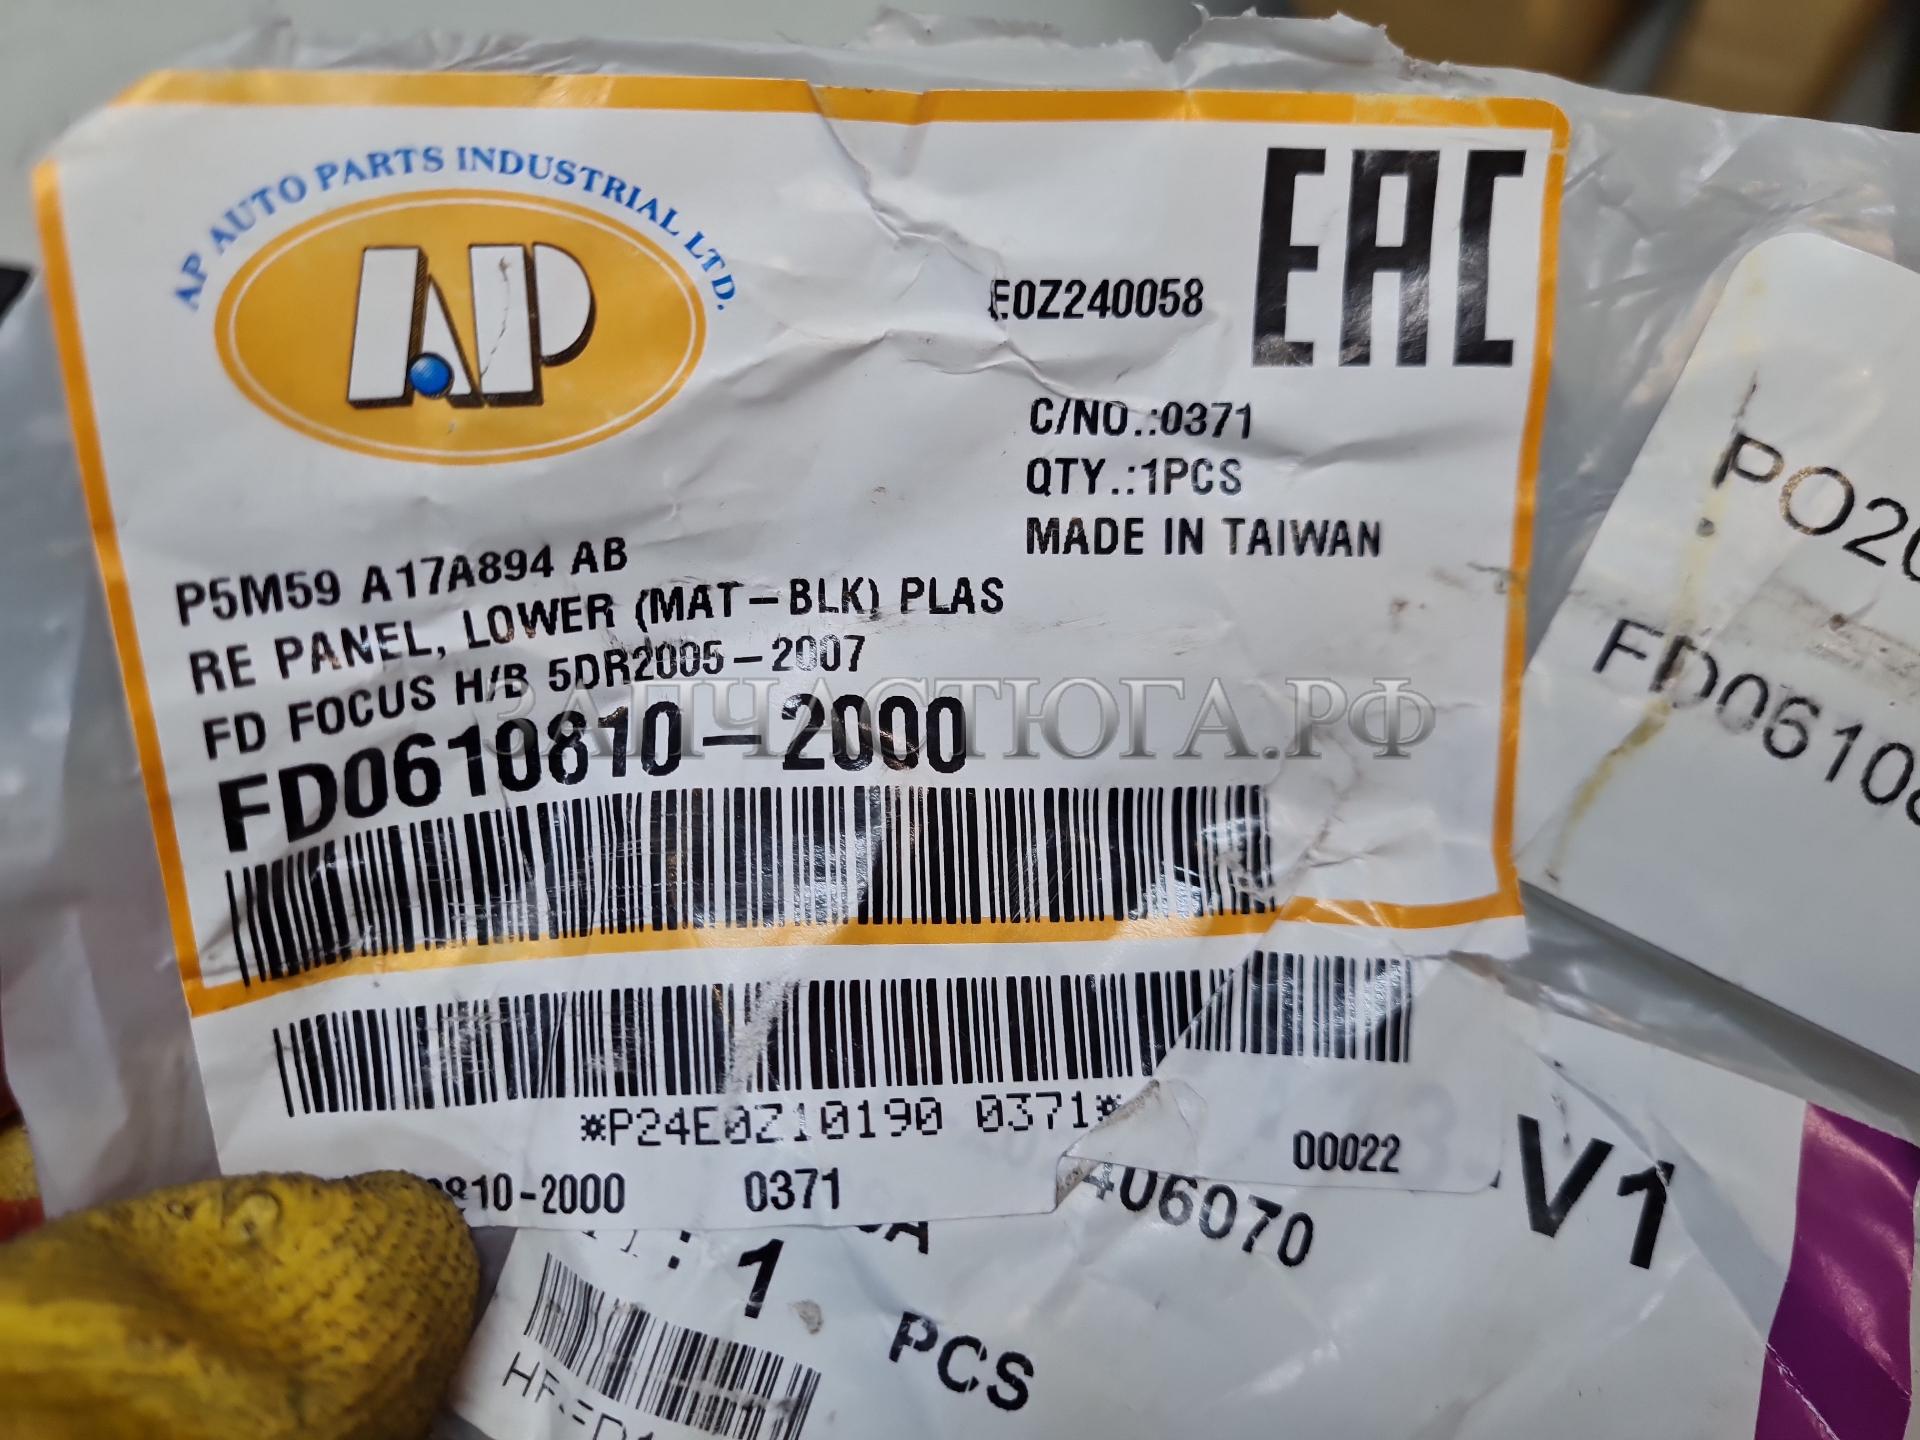 AP AUTO PARTS INDUSTRIAL LTD.
AP
EAC
E0Z240058
C/NO.:0371
QTY.:1PCS
MADE IN TAIWAN
P5M59 A17A894 AB
RE PANEL, LOWER (MAT-BLK) PLAS
FD FOCUS H/B 5DR2005-2007
FD0610810-2000
ЗАПЧАСТЮГА.РФ
*P24E0Z10190 0371*
810-2000 0371
00022
406070
V1
: 1 PCS
PO20
FD06108